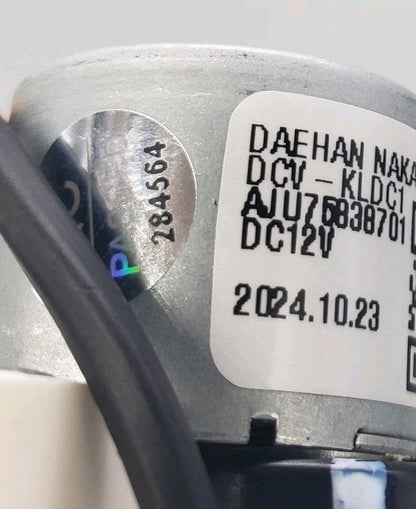 284564
DAEHAN NAKA
DCV-KLDC1
AJU75838701
DC12V
2024.10.23